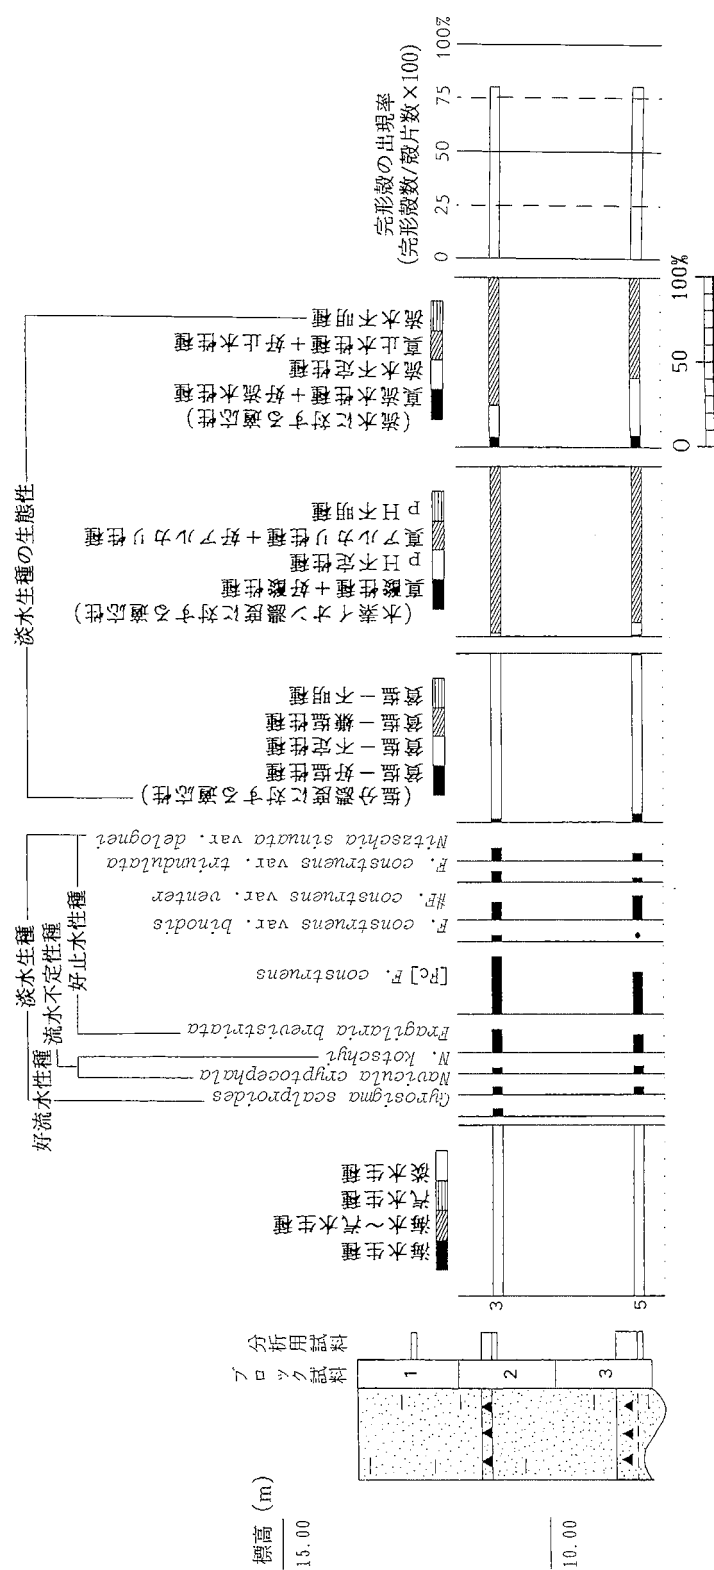 標高 (m)
15.00
10.00
ブロック試料
分析用試料
1
2
3
3
5
海水生種
海水～汽水生種
汽水生種
淡水生種
淡水生種
好流水性種
流水不定性種
好止水性種
Gyrosigma scalproides
Navicula cryptocephala
N. kotschyi
Fragilaria brevistriata
[Fc] F. construens
F. construens var. binodis
#F. construens var. venter
F. construens var. triundulata
Nitzschia sinuata var. delognei
淡水生種の生態性
(塩分濃度に対する適応性)
貧塩－好塩性種
貧塩－不定性種
貧塩－嫌塩性種
貧塩－不明種
(水素イオン濃度に対する適応性)
真酸性種＋好酸性種
ｐＨ不定性種
真アルカリ性種＋好アルカリ性種
ｐＨ不明種
(流水に対する適応性)
真流水性種＋好流水性種
流水不定性種
真止水性種＋好止水性種
流水不明種
0 50 100%
完形殻の出現率
(完形殻数/殻片数×100)
0 25 50 75 100%